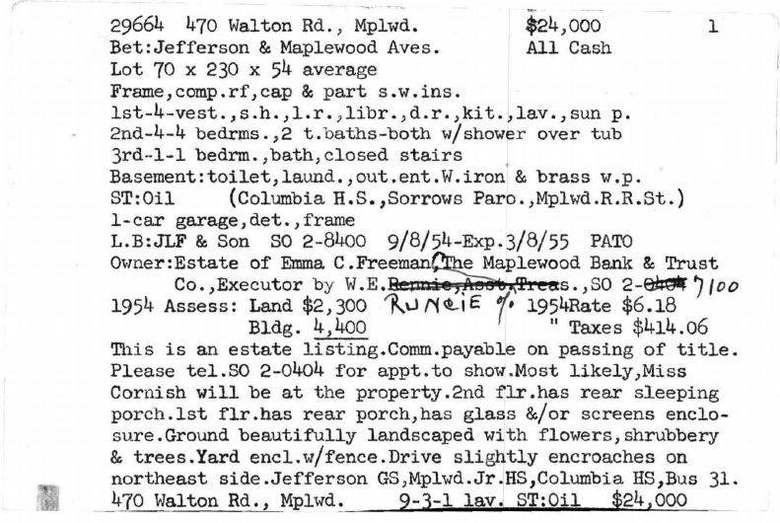 29664 470 Walton Rd., Mplwd. $24,000 1
Bet:Jefferson & Maplewood Aves. All Cash
Lot 70 x 230 x 54 average
Frame,comp.rf,cap & part s.w.ins.
1st-4-vest.,s.h.,l.r.,libr.,d.r.,kit.,lav.,sun p.
2nd-4-4 bedrms.,2 t.baths-both w/shower over tub
3rd-1-1 bedrm.,bath,closed stairs
Basement:toilet,laund.,out.ent.W.iron & brass w.p.
ST:Oil (Columbia H.S.,Sorrows Paro.,Mplwd.R.R.St.)
1-car garage,det.,frame
L.B:JLF & Son SO 2-8400 9/8/54-Exp.3/8/55 PATO
Owner:Estate of Emma C.Freeman,The Maplewood Bank & Trust
Co.,Executor by W.E.Rennie,Asst,Treas.,SO 2-0404 7100
1954 Assess: Land $2,300 RUNCIE % 1954Rate $6.18
Bldg. 4,400 " Taxes $414.06
This is an estate listing.Comm.payable on passing of title.
Please tel.SO 2-0404 for appt.to show.Most likely,Miss
Cornish will be at the property.2nd flr.has rear sleeping
porch.1st flr.has rear porch,has glass &/or screens enclo-
sure.Ground beautifully landscaped with flowers,shrubbery
& trees.Yard encl.w/fence.Drive slightly encroaches on
northeast side.Jefferson GS,Mplwd.Jr.HS,Columbia HS,Bus 31.
470 Walton Rd., Mplwd. 9-3-1 lav. ST:Oil $24,000